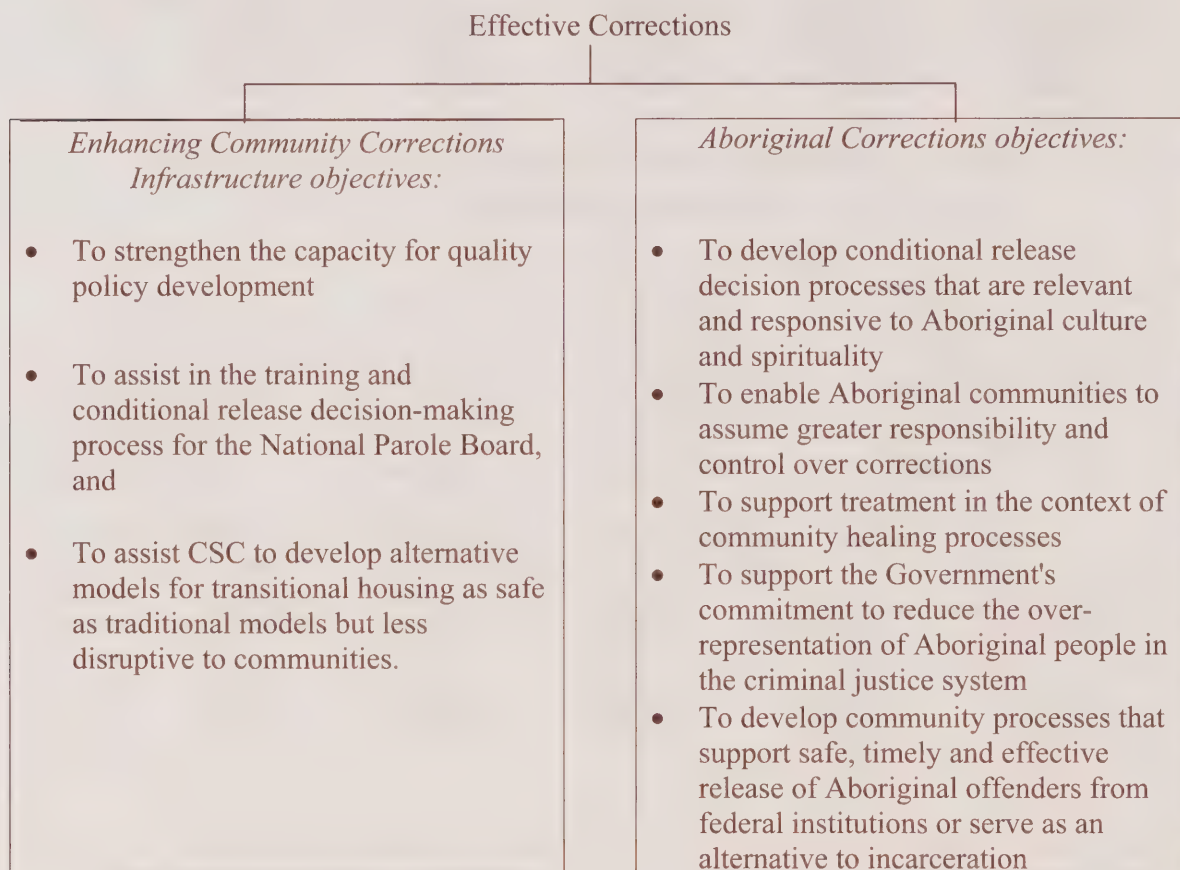 Effective Corrections
Enhancing Community Corrections
Infrastructure objectives:
• To strengthen the capacity for quality
policy development
• To assist in the training and
conditional release decision-making
process for the National Parole Board,
and
• To assist CSC to develop alternative
models for transitional housing as safe
as traditional models but less
disruptive to communities.
Aboriginal Corrections objectives:
• To develop conditional release
decision processes that are relevant
and responsive to Aboriginal culture
and spirituality
• To enable Aboriginal communities to
assume greater responsibility and
control over corrections
• To support treatment in the context of
community healing processes
• To support the Government's
commitment to reduce the over-
representation of Aboriginal people in
the criminal justice system
• To develop community processes that
support safe, timely and effective
release of Aboriginal offenders from
federal institutions or serve as an
alternative to incarceration